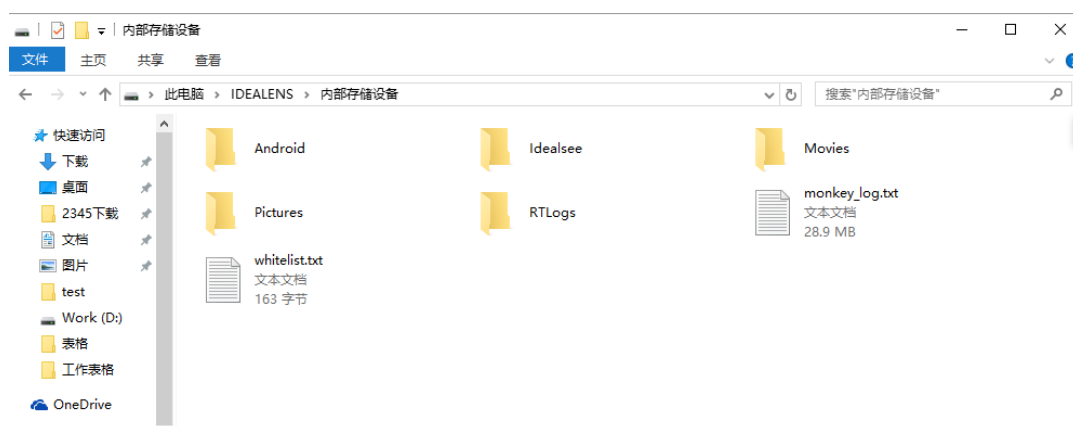 内部存储设备
文件 主页 共享 查看
此电脑 › IDEALENS › 内部存储设备
搜索"内部存储设备"
快速访问
下载
桌面
2345下载
文档
图片
test
Work (D:)
表格
工作表格
OneDrive
Android
Idealsee
Movies
Pictures
RTLogs
monkey_log.txt
文本文档
28.9 MB
whitelist.txt
文本文档
163 字节